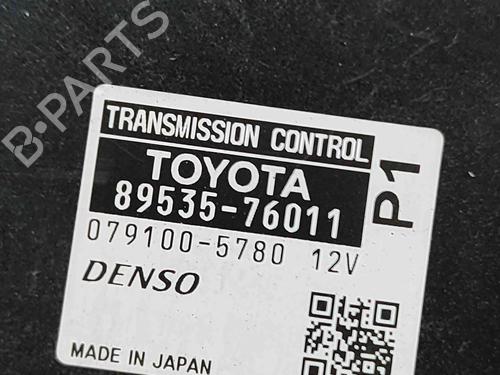 B-PARTS
TRANSMISSION CONTROL
TOYOTA
89535-76011
079100-5780 12V
DENSO
P1
MADE IN JAPAN